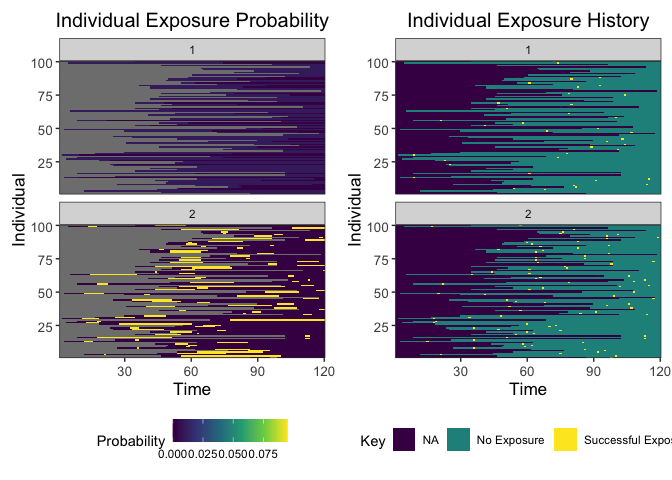 Individual Exposure Probability
1
100
75
50
25
2
100
75
50
25
Individual
30 60 90 120
Time
Probability
0.0000.0250.0500.075
Individual Exposure History
1
100
75
50
25
2
100
75
50
25
Individual
30 60 90 120
Time
Key NA No Exposure Successful Expos